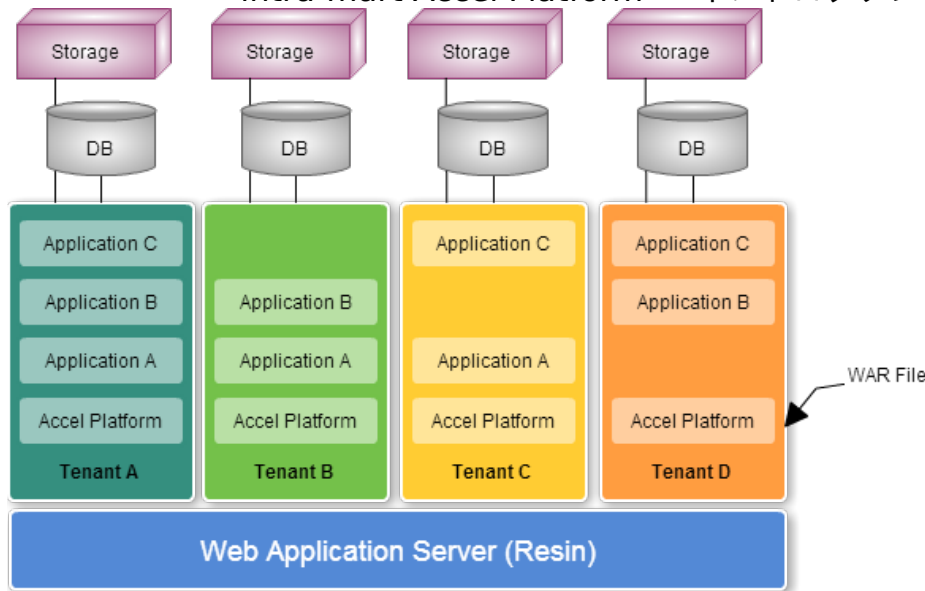 Storage Storage Storage Storage
DB DB DB DB
Application C Application C Application C
Application B Application B Application B
Application A Application A Application A
Accel Platform Accel Platform Accel Platform Accel Platform
WAR File
Tenant A Tenant B Tenant C Tenant D
Web Application Server (Resin)